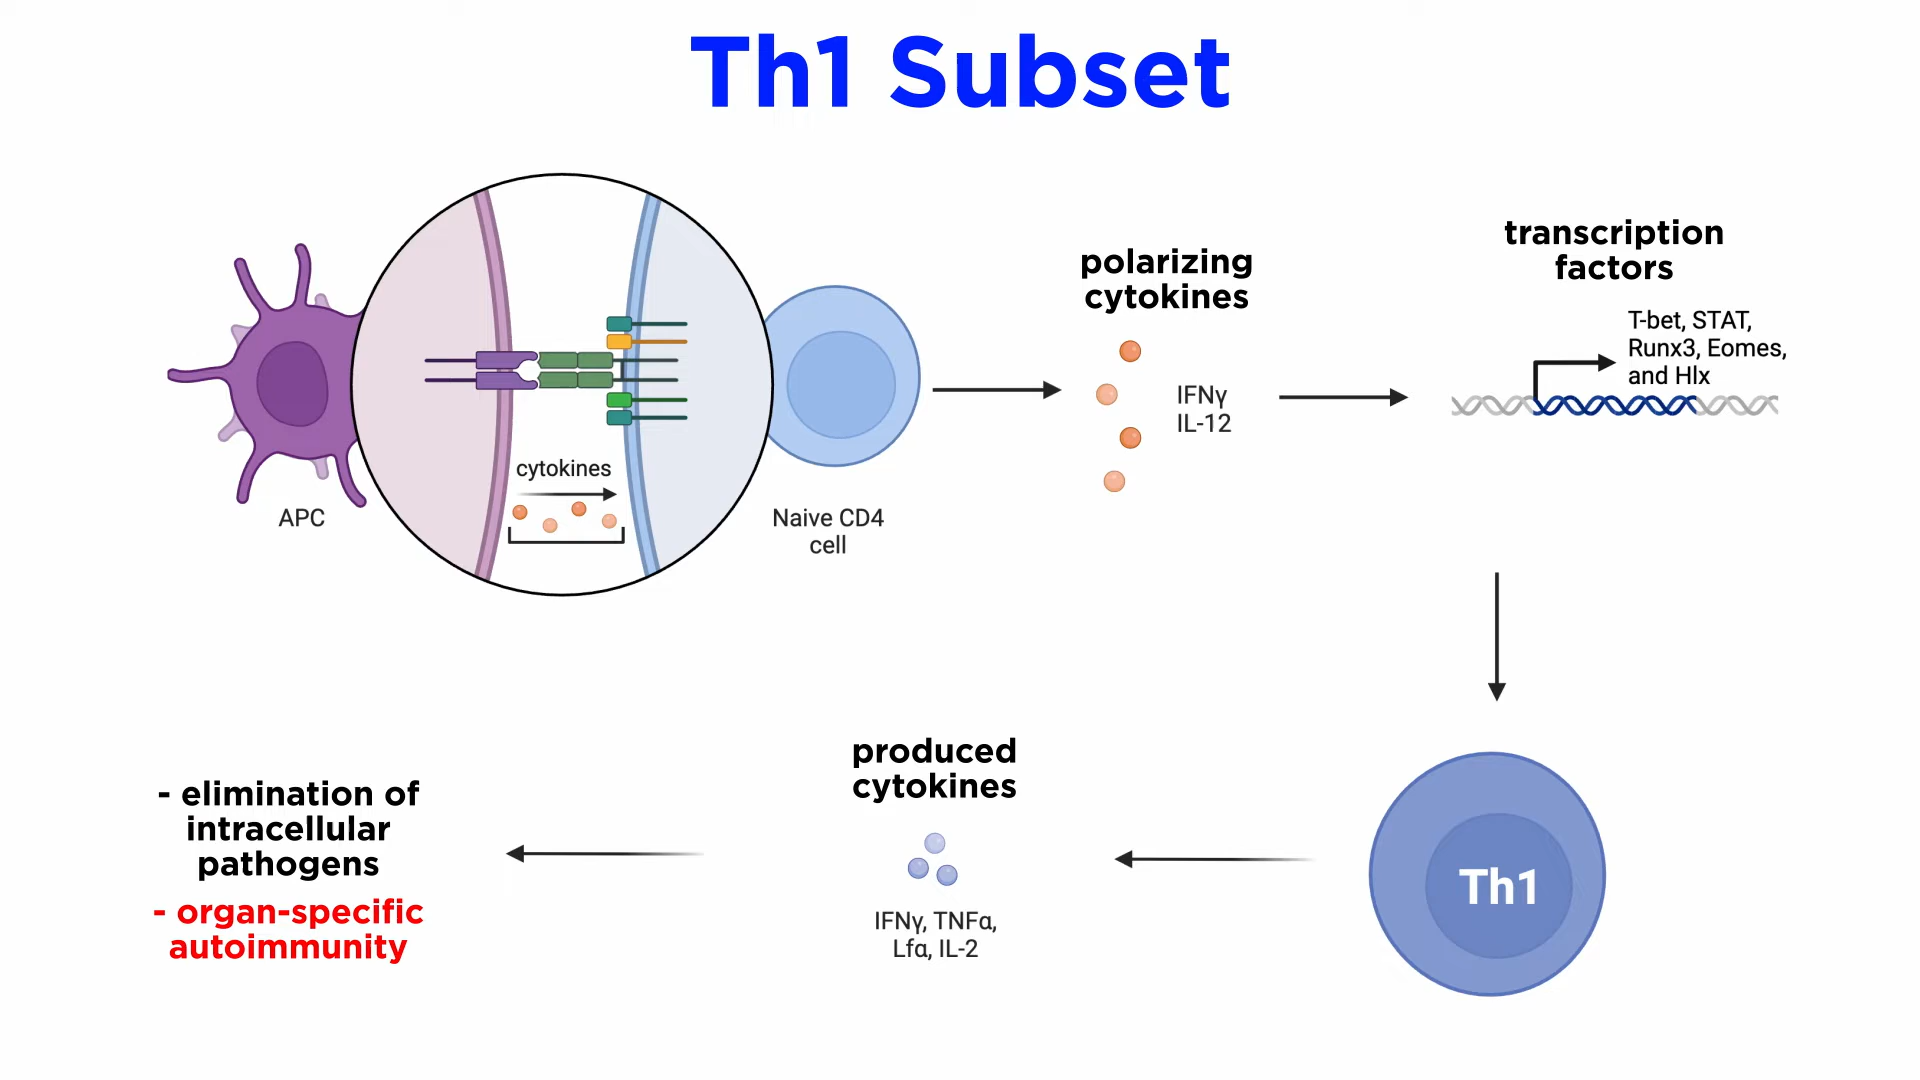 Th1 Subset
cytokines
APC
Naive CD4
cell
polarizing
cytokines
IFNγ
IL-12
transcription
factors
T-bet, STAT,
Runx3, Eomes,
and Hlx
Th1
produced
cytokines
IFNγ, TNFα,
Lfα, IL-2
- elimination of
intracellular
pathogens
- organ-specific
autoimmunity